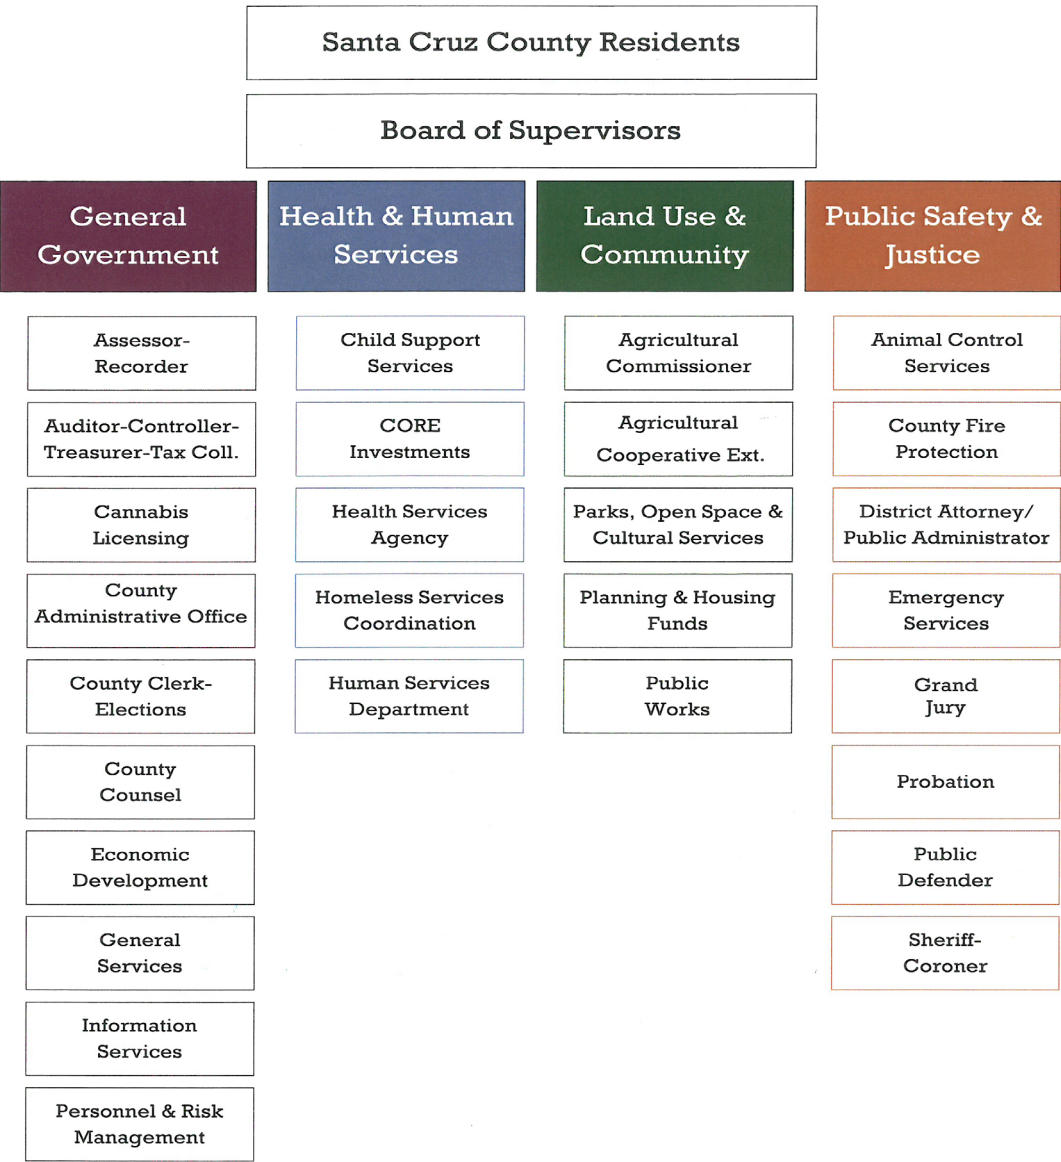 Santa Cruz County Residents
Board of Supervisors
General
Government
Assessor-
Recorder
Auditor-Controller-
Treasurer-Tax Coll.
Cannabis
Licensing
County
Administrative Office
County Clerk-
Elections
County
Counsel
Economic
Development
General
Services
Information
Services
Personnel & Risk
Management
Health & Human
Services
Child Support
Services
CORE
Investments
Health Services
Agency
Homeless Services
Coordination
Human Services
Department
Land Use &
Community
Agricultural
Commissioner
Agricultural
Cooperative Ext.
Parks, Open Space &
Cultural Services
Planning & Housing
Funds
Public
Works
Public Safety &
Justice
Animal Control
Services
County Fire
Protection
District Attorney/
Public Administrator
Emergency
Services
Grand
Jury
Probation
Public
Defender
Sheriff-
Coroner